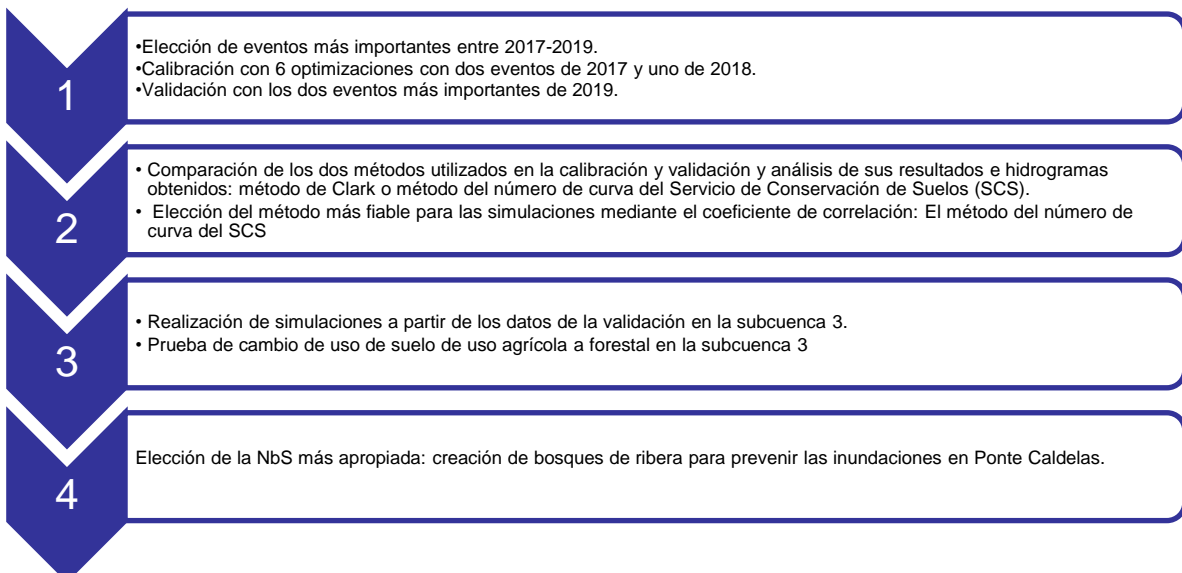 1
•Elección de eventos más importantes entre 2017-2019.
•Calibración con 6 optimizaciones con dos eventos de 2017 y uno de 2018.
•Validación con los dos eventos más importantes de 2019.
2
• Comparación de los dos métodos utilizados en la calibración y validación y análisis de sus resultados e hidrogramas
obtenidos: método de Clark o método del número de curva del Servicio de Conservación de Suelos (SCS).
• Elección del método más fiable para las simulaciones mediante el coeficiente de correlación: El método del número de
curva del SCS
3
• Realización de simulaciones a partir de los datos de la validación en la subcuenca 3.
• Prueba de cambio de uso de suelo de uso agrícola a forestal en la subcuenca 3
4
Elección de la NbS más apropiada: creación de bosques de ribera para prevenir las inundaciones en Ponte Caldelas.